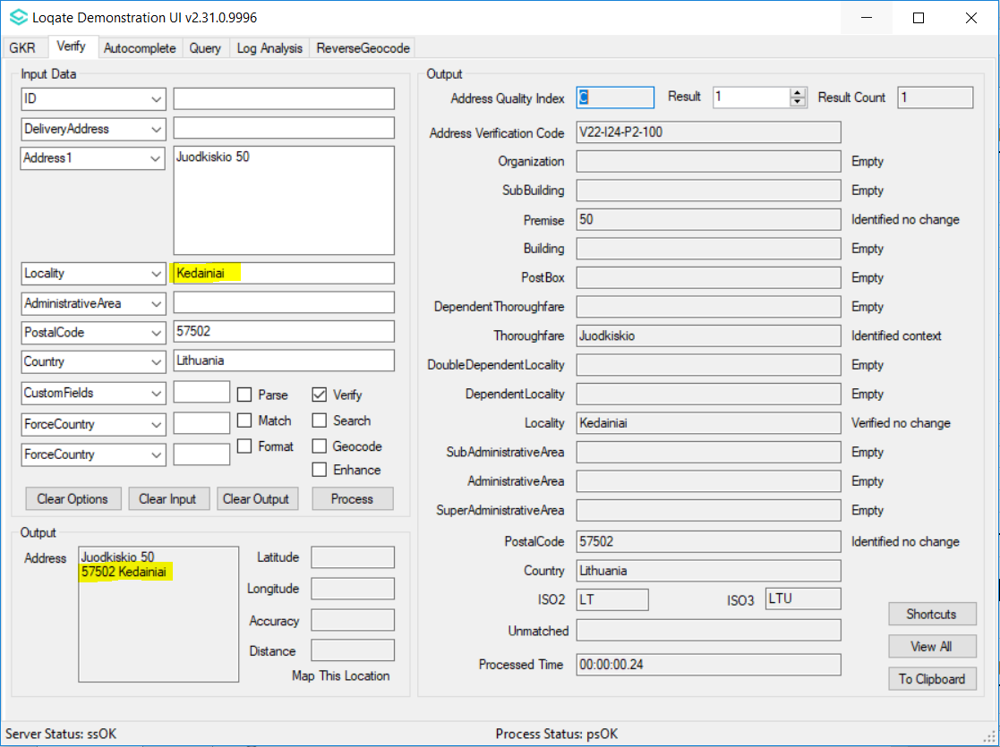 Loqate Demonstration UI v2.31.0.9996
GKR Verify Autocomplete Query Log Analysis ReverseGeocode
Input Data
ID
DeliveryAddress
Address1 Juodkiskio 50
Locality Kedainiai
AdministrativeArea
PostalCode 57502
Country Lithuania
CustomFields Parse Verify
ForceCountry Match Search
ForceCountry Format Geocode
Enhance
Clear Options Clear Input Clear Output Process
Output
Address Juodkiskio 50
57502 Kedainiai
Latitude
Longitude
Accuracy
Distance
Map This Location
Output
Address Quality Index C Result 1 Result Count 1
Address Verification Code V22-I24-P2-100
Organization Empty
SubBuilding Empty
Premise 50 Identified no change
Building Empty
PostBox Empty
DependentThoroughfare Empty
Thoroughfare Juodkiskio Identified context
DoubleDependentLocality Empty
DependentLocality Empty
Locality Kedainiai Verified no change
SubAdministrativeArea Empty
AdministrativeArea Empty
SuperAdministrativeArea Empty
PostalCode 57502 Identified no change
Country Lithuania
ISO2 LT ISO3 LTU
Unmatched
Processed Time 00:00:00.24
Shortcuts
View All
To Clipboard
Server Status: ssOK Process Status: psOK